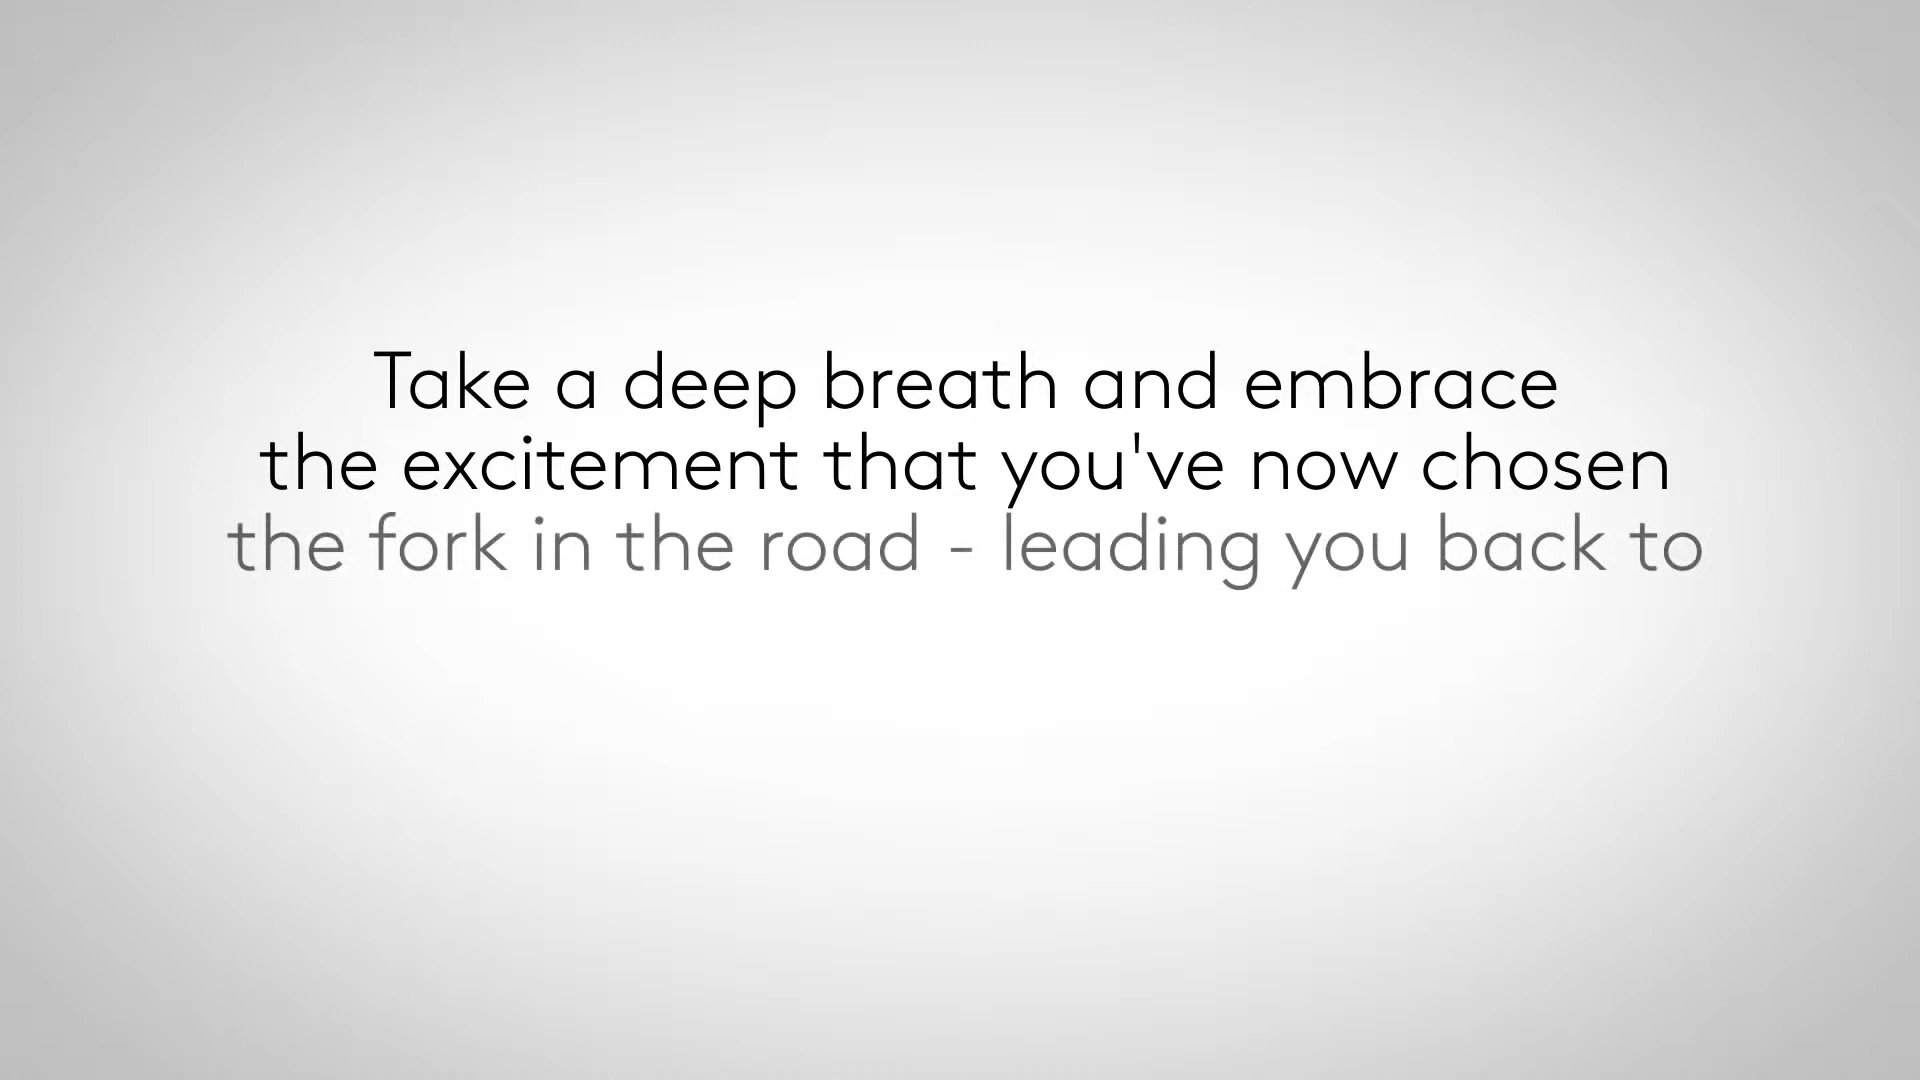 Take a deep breath and embrace
the excitement that you've now chosen
the fork in the road - leading you back to